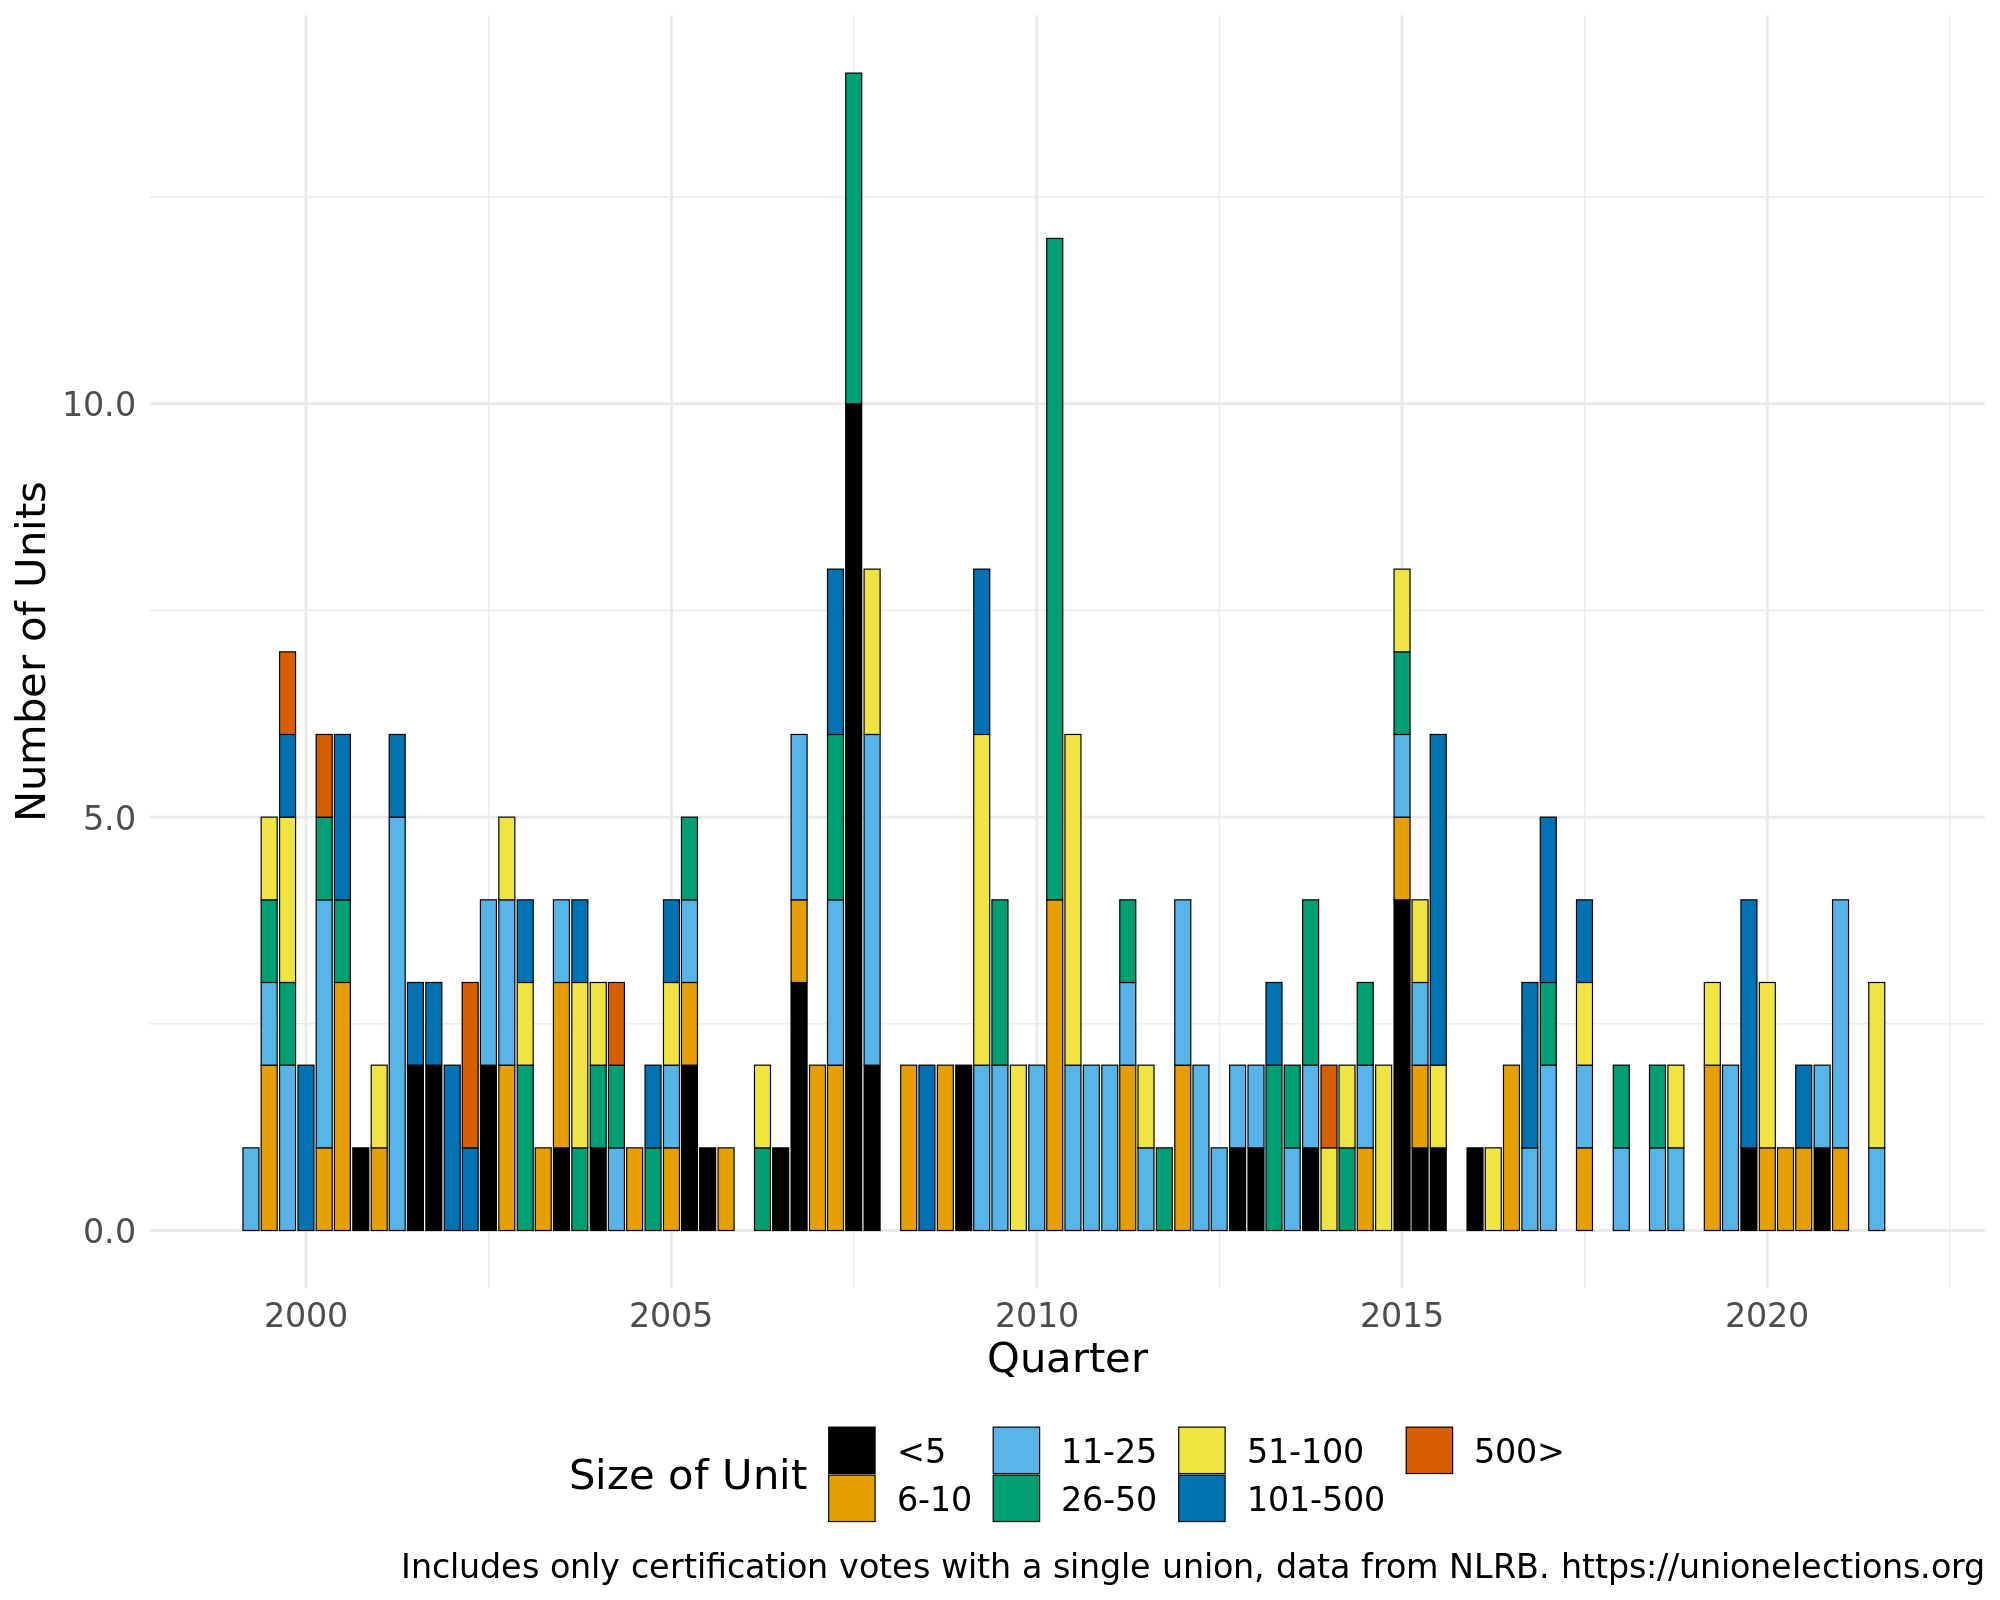 Number of Units
10.0
5.0
0.0
2000 2005 2010 2015 2020
Quarter
Size of Unit
<5 11-25 51-100 500>
6-10 26-50 101-500
Includes only certification votes with a single union, data from NLRB. https://unionelections.org